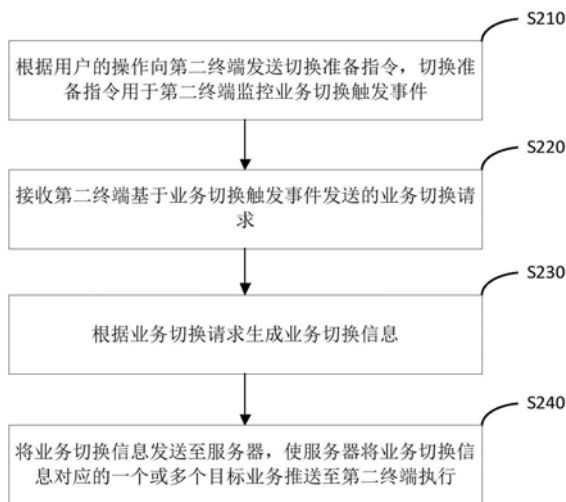 S210
根据用户的操作向第二终端发送切换准备指令，切换准
备指令用于第二终端监控业务切换触发事件
S220
接收第二终端基于业务切换触发事件发送的业务切换请
求
S230
根据业务切换请求生成业务切换信息
S240
将业务切换信息发送至服务器，使服务器将业务切换信
息对应的一个或多个目标业务推送至第二终端执行